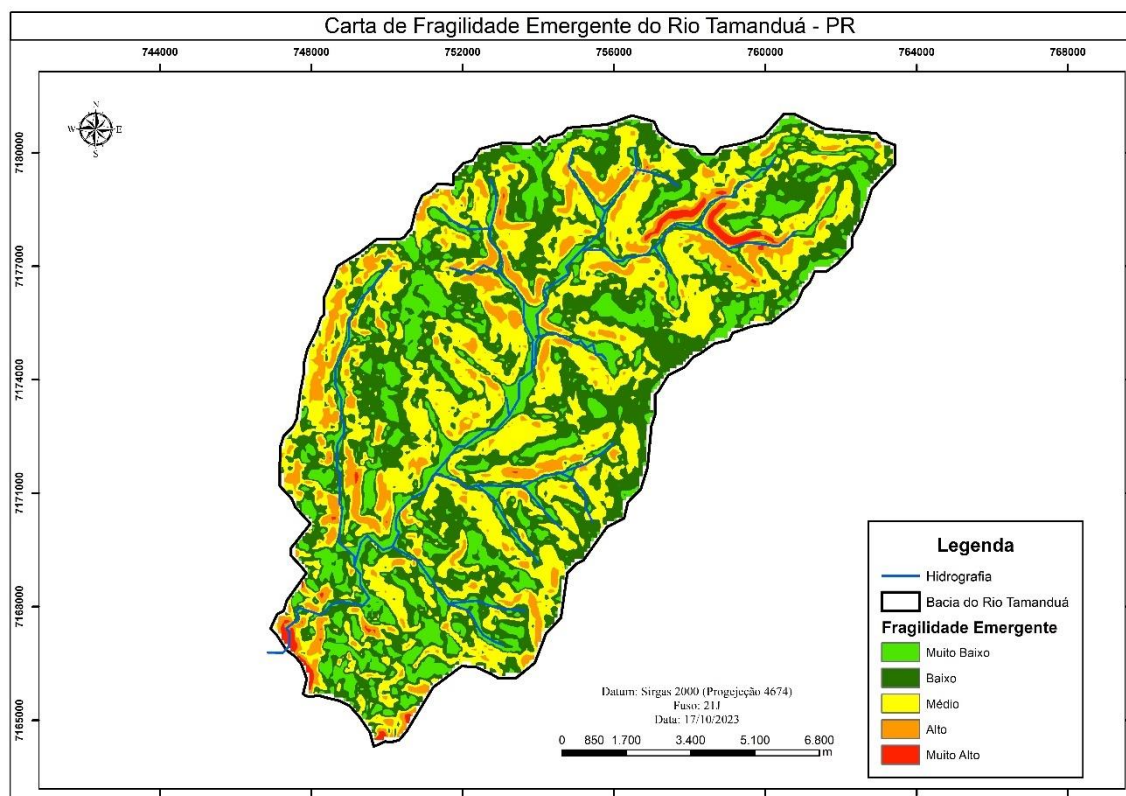 Carta de Fragilidade Emergente do Rio Tamanduá - PR
744000 748000 752000 756000 760000 764000 768000
N
W E
S
7180000
7177000
7174000
7171000
7168000
7165000
Legenda
Hidrografia
Bacia do Rio Tamanduá
Fragilidade Emergente
Muito Baixo
Baixo
Médio
Alto
Muito Alto
Datum: Sirgas 2000 (Progejeção 4674)
Fuso: 21J
Data: 17/10/2023
0 850 1.700 3.400 5.100 6.800
m